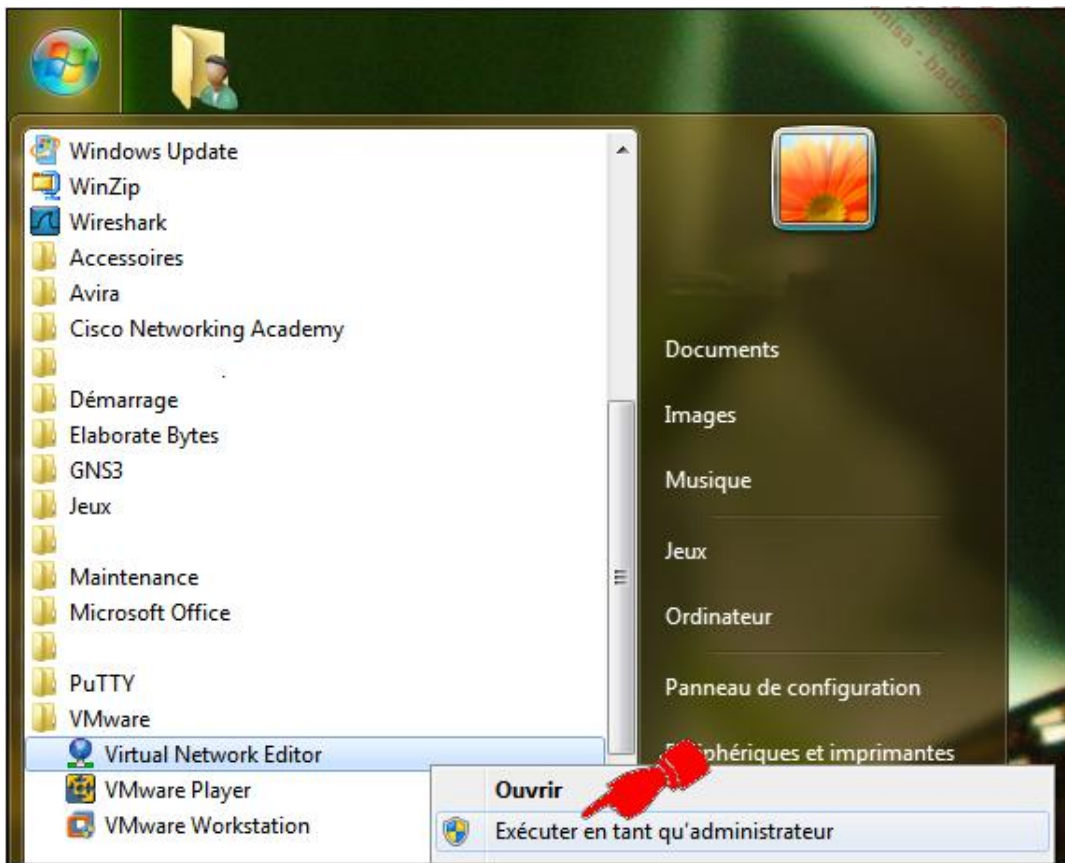 Windows Update
WinZip
Wireshark
Accessoires
Avira
Cisco Networking Academy
Démarrage
Elaborate Bytes
GNS3
Jeux
Maintenance
Microsoft Office
PuTTY
VMware
Virtual Network Editor
VMware Player
VMware Workstation
Documents
Images
Musique
Jeux
Ordinateur
Panneau de configuration
et imprimantes
Ouvrir
Exécuter en tant qu'administrateur